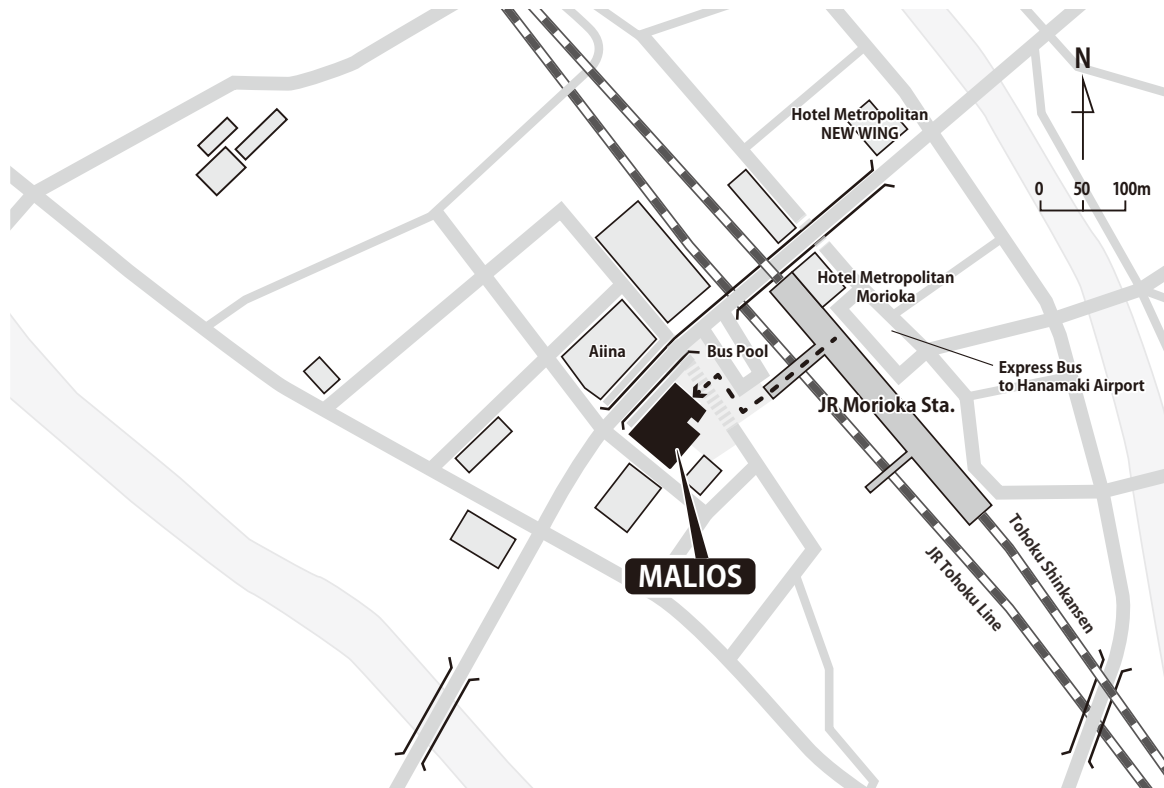 N
0 50 100m
Hotel Metropolitan
NEW WING
Hotel Metropolitan
Morioka
Aiina
Bus Pool
Express Bus
to Hanamaki Airport
JR Morioka Sta.
MALIOS
Tohoku Shinkansen
JR Tohoku Line